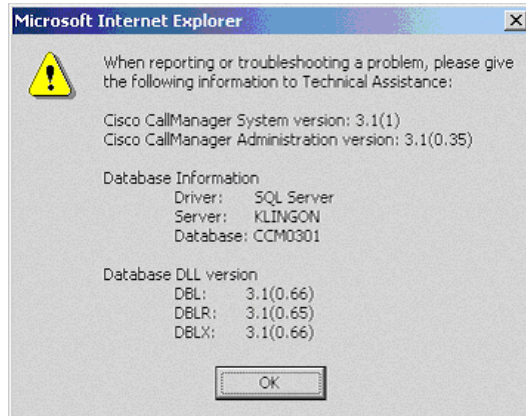 Microsoft Internet Explorer
When reporting or troubleshooting a problem, please give
the following information to Technical Assistance:
Cisco CallManager System version: 3.1(1)
Cisco CallManager Administration version: 3.1(0.35)
Database Information
Driver: SQL Server
Server: KLINGON
Database: CCM0301
Database DLL version
DBL: 3.1(0.66)
DBLR: 3.1(0.65)
DBLX: 3.1(0.66)
OK